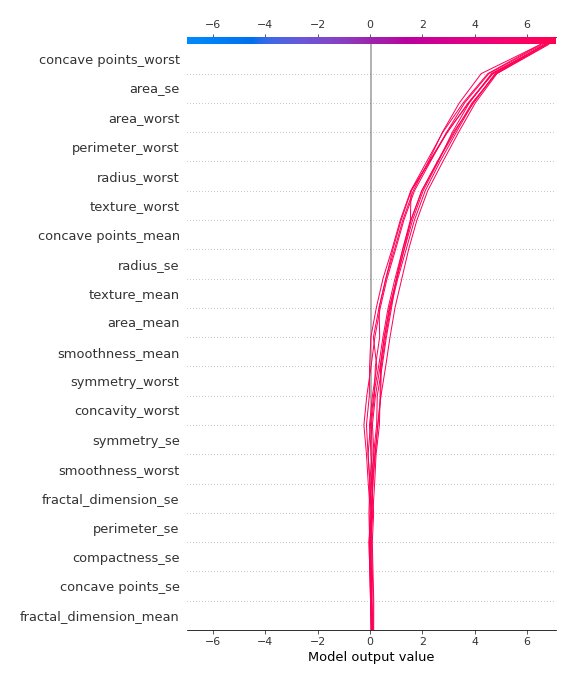 −6 −4 −2 0 2 4 6
concave points_worst
area_se
area_worst
perimeter_worst
radius_worst
texture_worst
concave points_mean
radius_se
texture_mean
area_mean
smoothness_mean
symmetry_worst
concavity_worst
symmetry_se
smoothness_worst
fractal_dimension_se
perimeter_se
compactness_se
concave points_se
fractal_dimension_mean
−6 −4 −2 0 2 4 6
Model output value